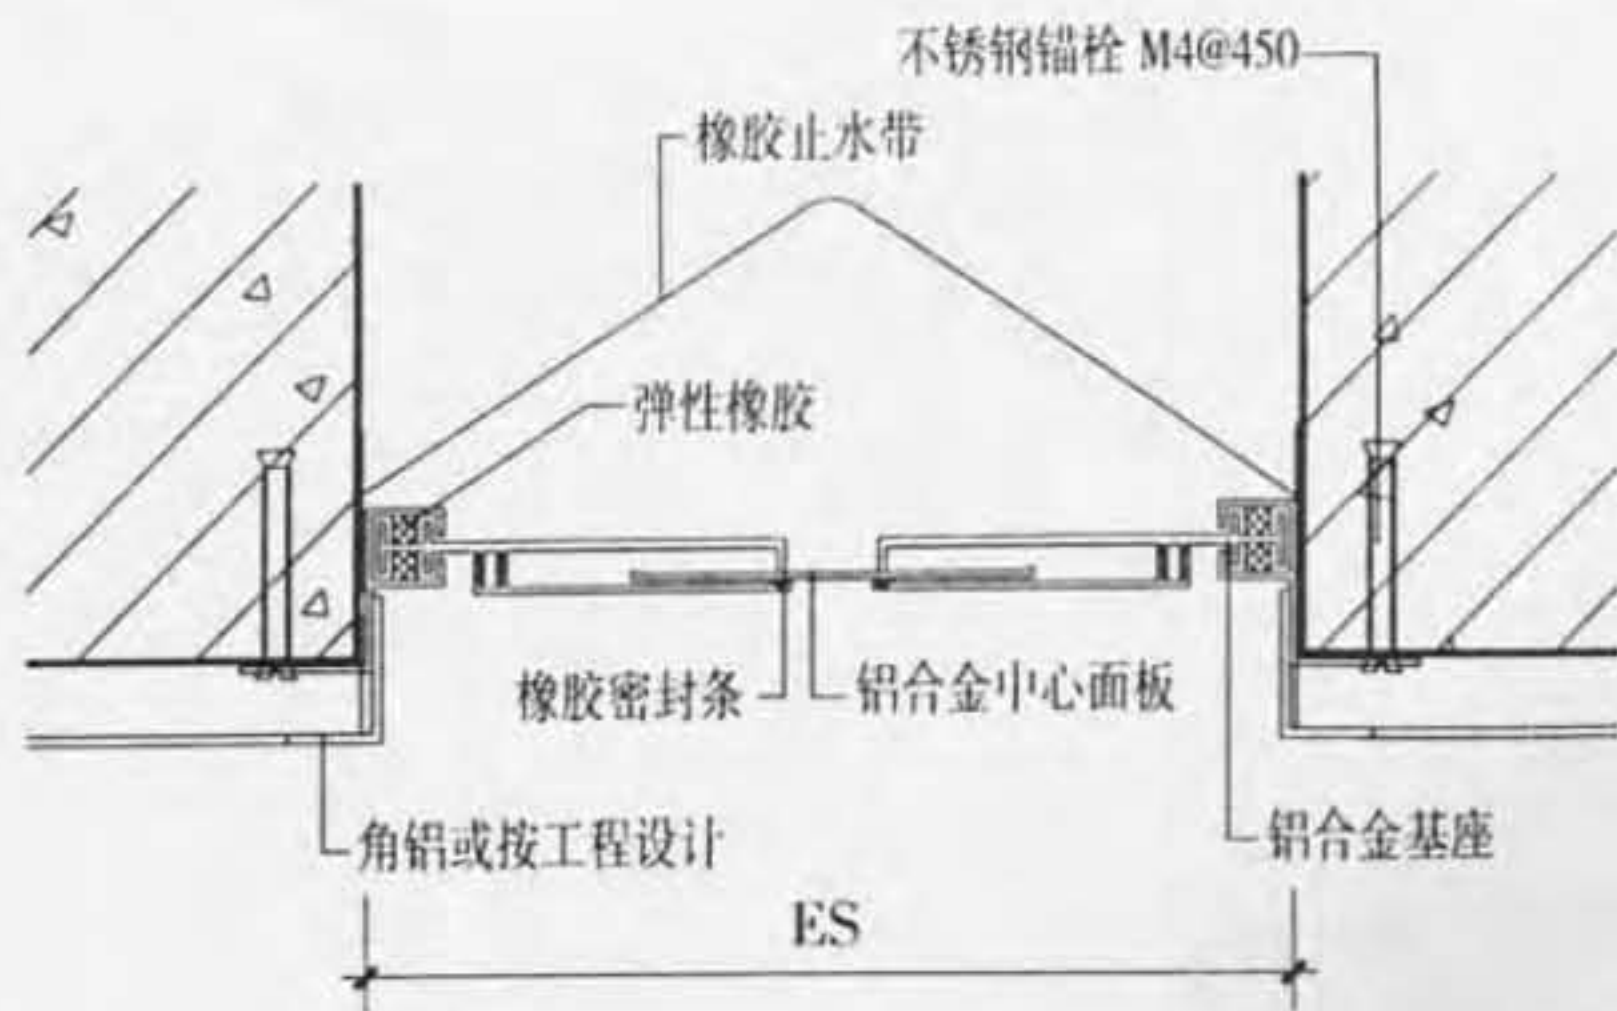 不锈钢锚栓 M4@450
橡胶止水带
弹性橡胶
橡胶密封条
铝合金中心面板
角铝或按工程设计
铝合金基座
ES